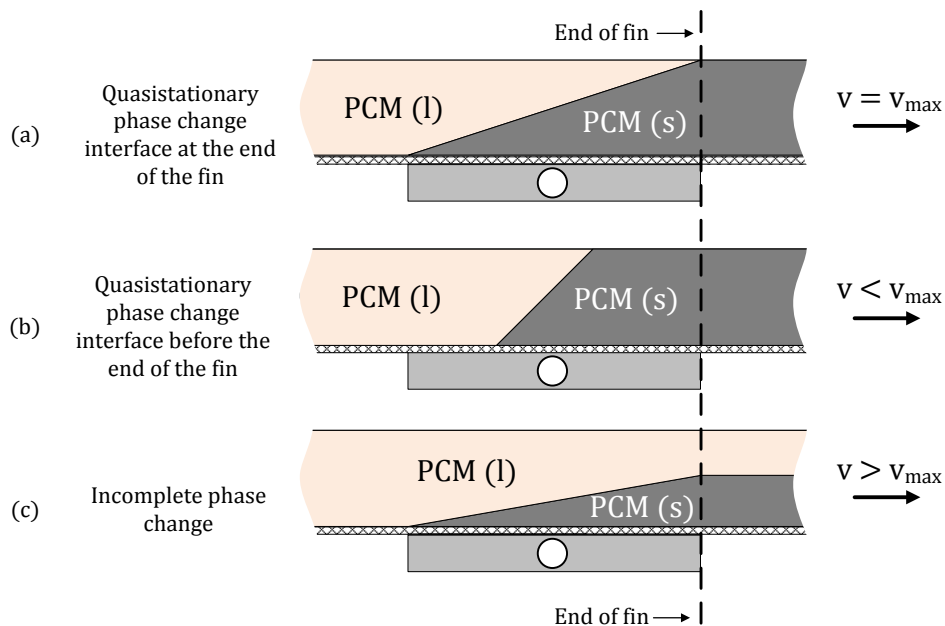 End of fin
(a)
Quasistationary
phase change
interface at the end
of the fin
PCM (l)
PCM (s)
v = vmax
(b)
Quasistationary
phase change
interface before the
end of the fin
PCM (l)
PCM (s)
v < vmax
(c)
Incomplete phase
change
PCM (l)
PCM (s)
v > vmax
End of fin